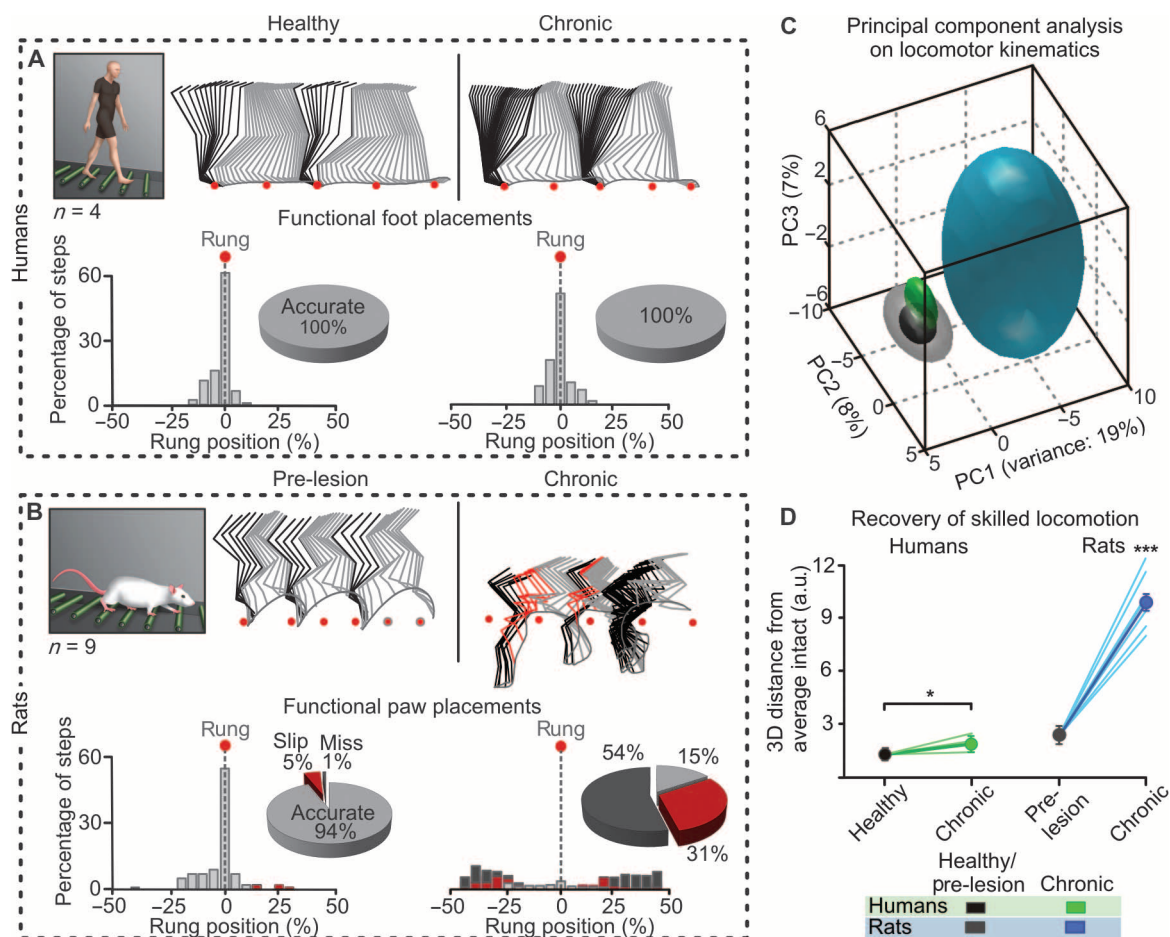 Healthy
Chronic
A
Humans
n = 4
Functional foot placements
Rung
Rung
Percentage of steps
60
30
0
Accurate
100%
100%
−50 −25 0 25 50
−50 −25 0 25 50
Rung position (%)
Rung position (%)
Pre-lesion
Chronic
B
Rats
n = 9
Functional paw placements
Rung
Rung
Percentage of steps
60
30
0
Slip
5%
Miss
1%
Accurate
94%
54%
15%
31%
−50 −25 0 25 50
−50 −25 0 25 50
Rung position (%)
Rung position (%)
C
Principal component analysis
on locomotor kinematics
PC3 (7%)
6
2
−2
−6
−10
−5
0
5
PC2 (8%)
5
0
−5
10
PC1 (variance: 19%)
D
Recovery of skilled locomotion
Humans
Rats
***
*
3D distance from
average intact (a.u.)
12
9
6
3
Healthy
Chronic
Pre-
lesion
Chronic
Healthy/
pre-lesion
Chronic
Humans
Rats